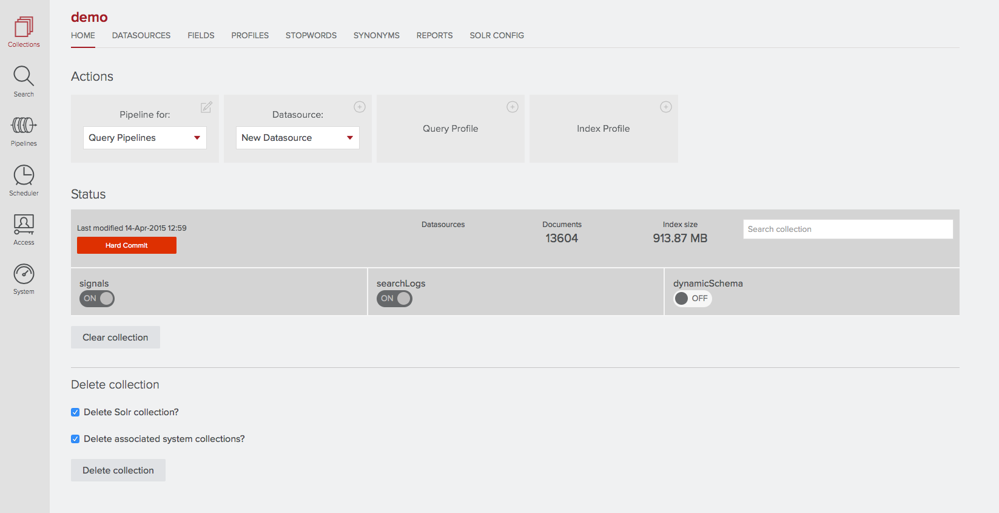 demo
HOME DATASOURCES FIELDS PROFILES STOPWORDS SYNONYMS REPORTS SOLR CONFIG
Collections
Search
Pipelines
Scheduler
Access
System
Actions
Pipeline for:
Query Pipelines
Datasource:
New Datasource
Query Profile
Index Profile
Status
Last modified 14-Apr-2015 12:59
Hard Commit
Datasources
Documents
13604
Index size
913.87 MB
Search collection
signals
ON
searchLogs
ON
dynamicSchema
OFF
Clear collection
Delete collection
Delete Solr collection?
Delete associated system collections?
Delete collection